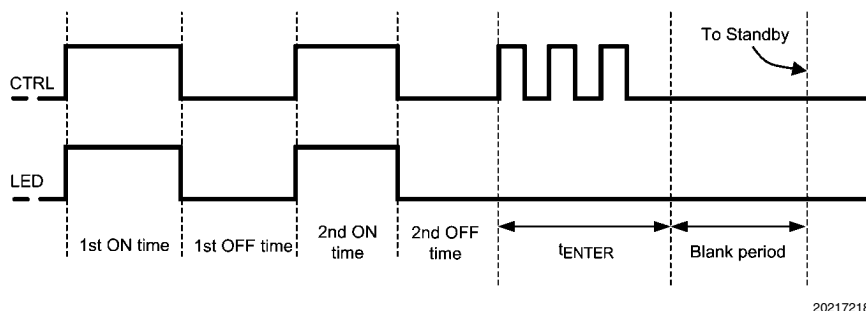 To Standby
CTRL
LED
1st ON time
1st OFF time
2nd ON
time
2nd OFF
time
tENTER
Blank period
20217218